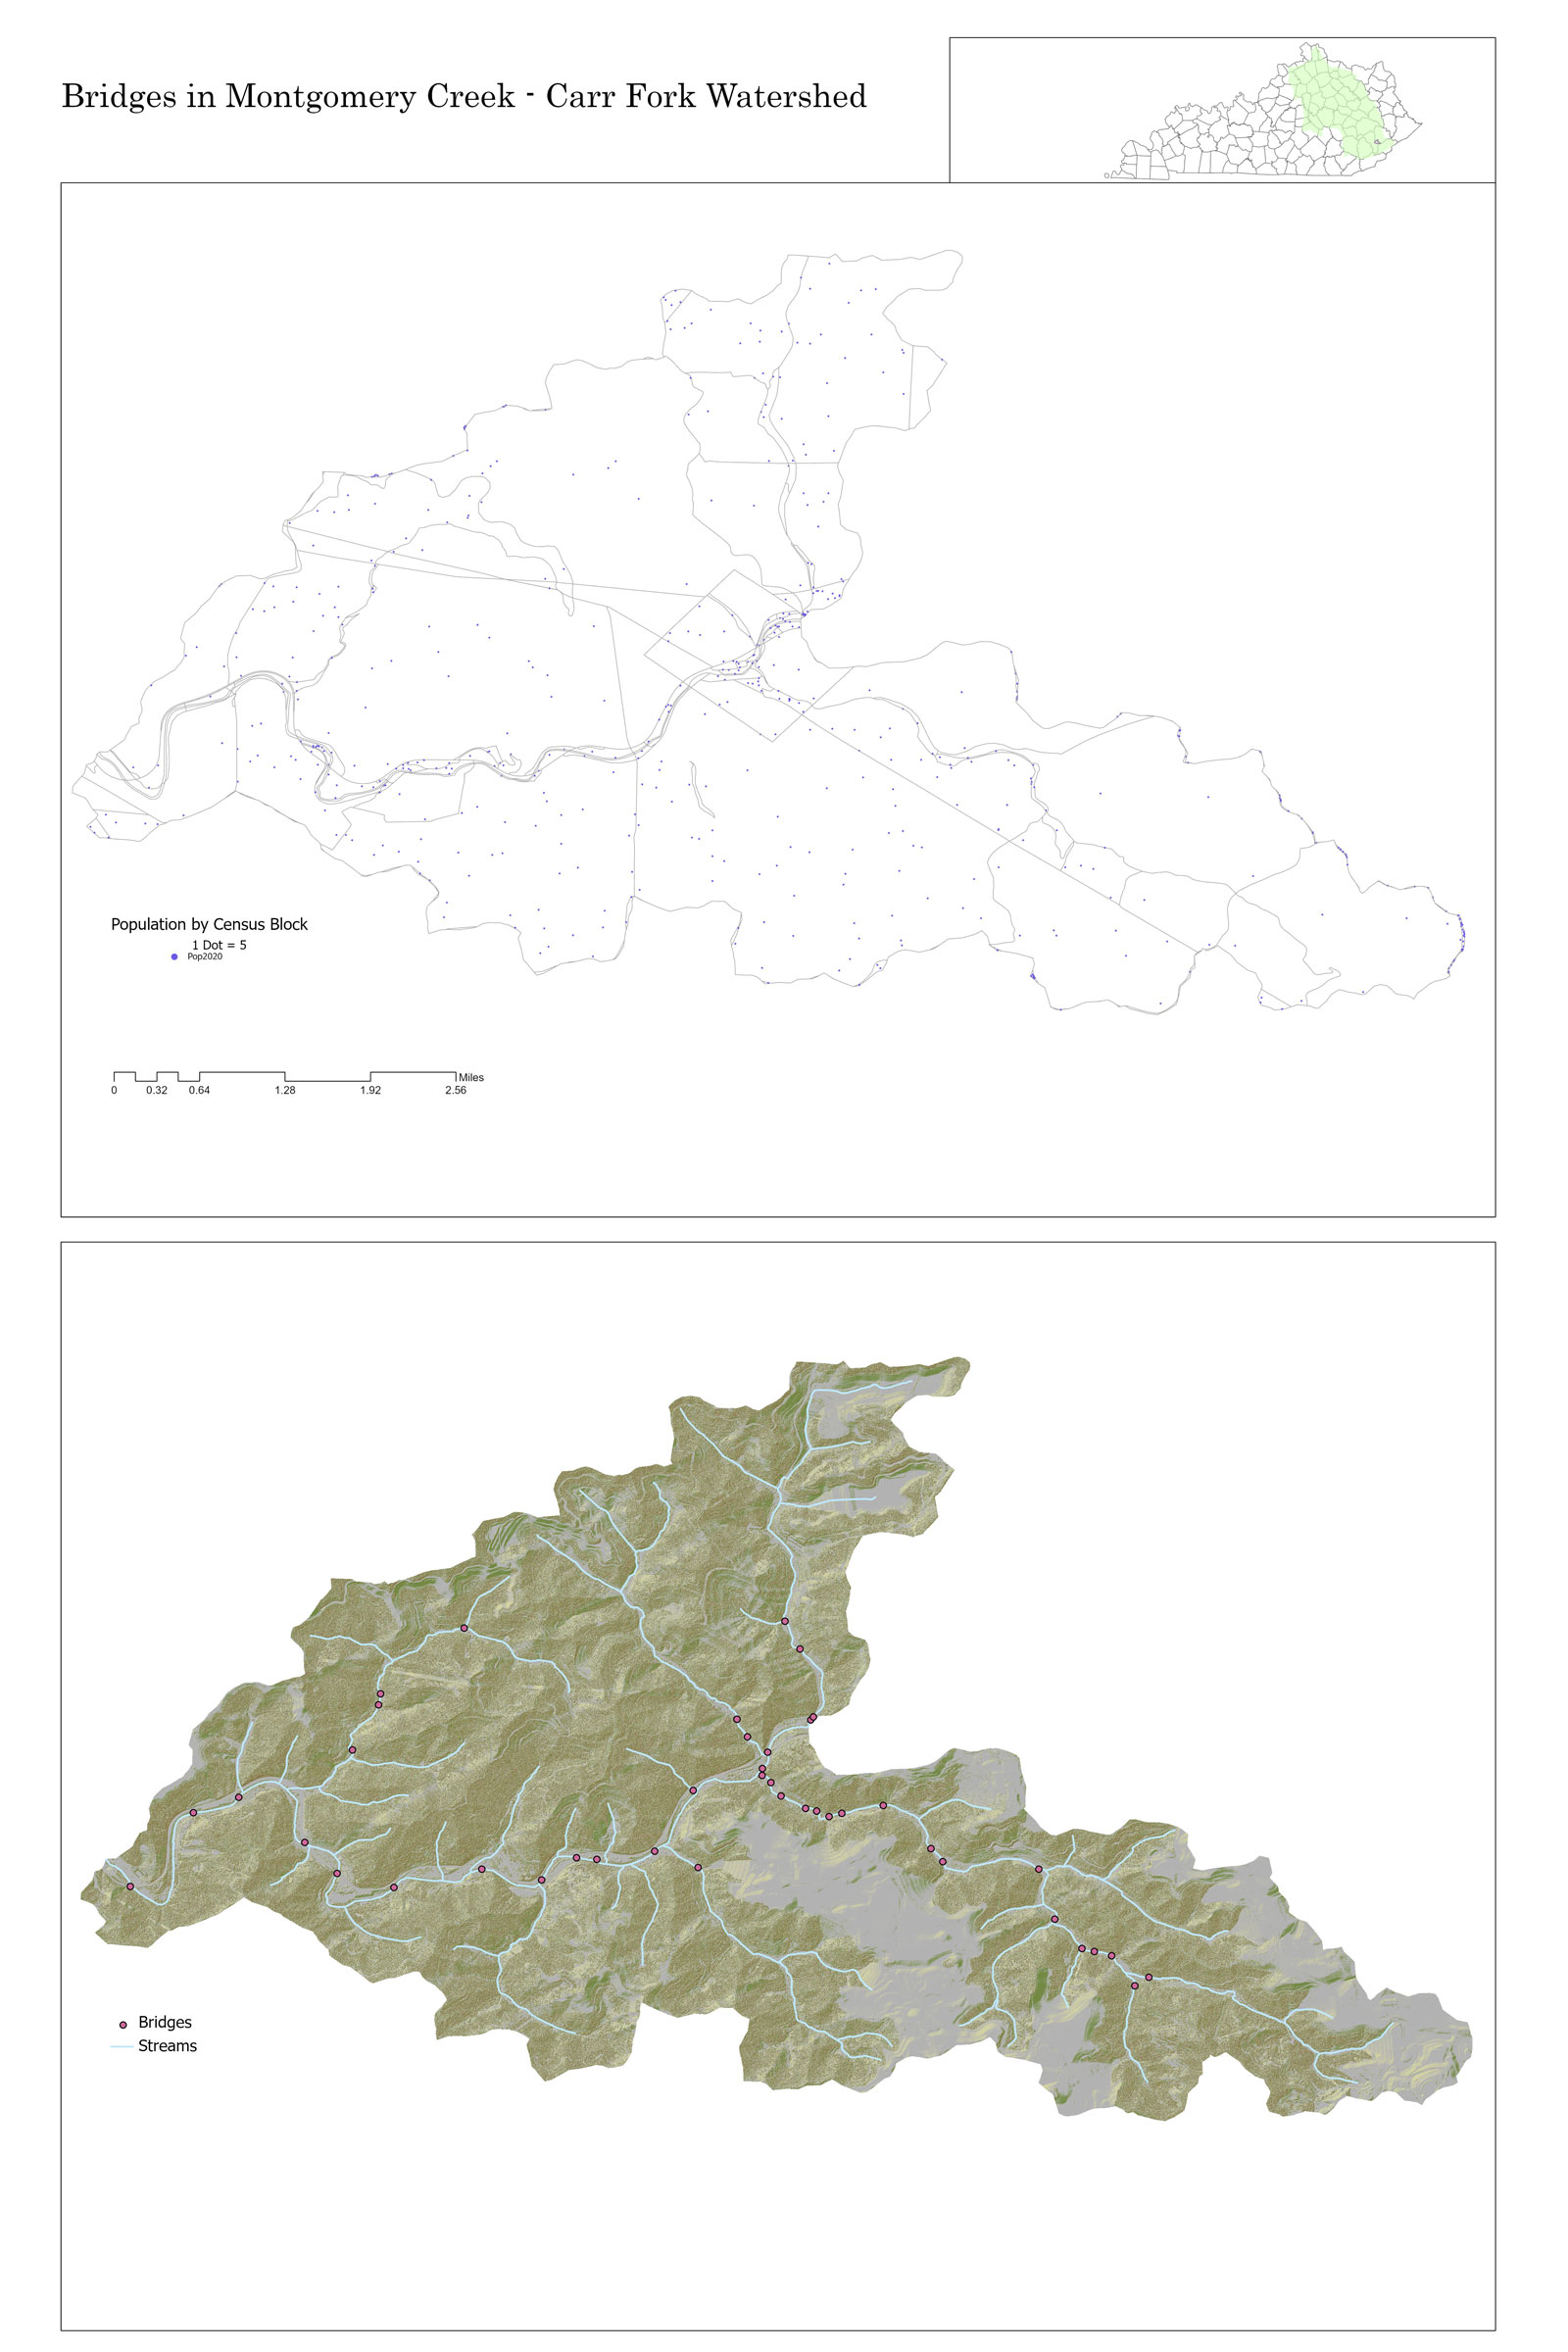 Bridges in Montgomery Creek - Carr Fork Watershed
Population by Census Block
1 Dot = 5
Pop2020
Miles
0 0.32 0.64 1.28 1.92 2.56
Bridges
Streams